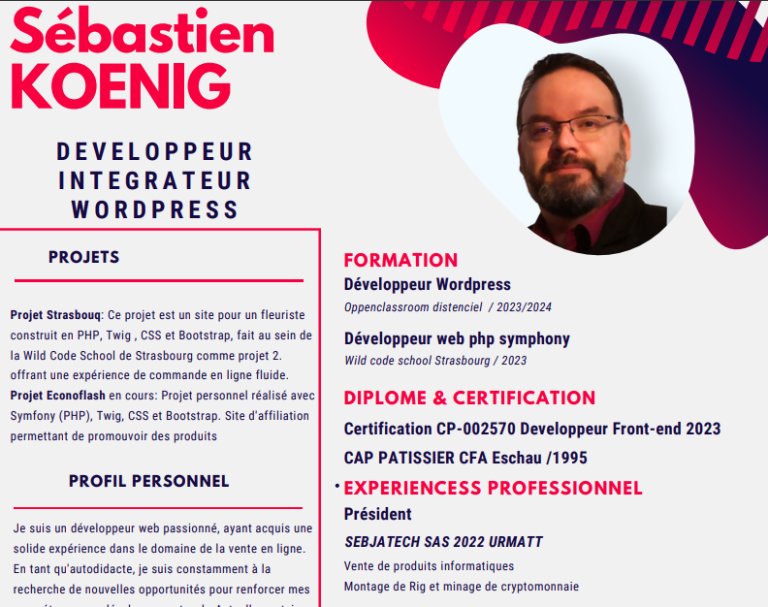 Sébastien
KOENIG
DEVELOPPEUR
INTEGRATEUR
WORDPRESS
PROJETS
Projet Strasbouq: Ce projet est un site pour un fleuriste
construit en PHP, Twig , CSS et Bootstrap, fait au sein de
la Wild Code School de Strasbourg comme projet 2.
offrant une expérience de commande en ligne fluide.
Projet Econoflash en cours: Projet personnel réalisé avec
Symfony (PHP), Twig, CSS et Bootstrap. Site d'affiliation
permettant de promouvoir des produits
PROFIL PERSONNEL
Je suis un développeur web passionné, ayant acquis une
solide expérience dans le domaine de la vente en ligne.
En tant qu'autodidacte, je suis constamment à la
recherche de nouvelles opportunités pour renforcer mes
FORMATION
Développeur Wordpress
Oppenclassroom distenciel / 2023/2024
Développeur web php symphony
Wild code school Strasbourg / 2023
DIPLOME & CERTIFICATION
Certification CP-002570 Developpeur Front-end 2023
CAP PATISSIER CFA Eschau /1995
• EXPERIENCESS PROFESSIONNEL
Président
SEBJATECH SAS 2022 URMATT
Vente de produits informatiques
Montage de Rig et minage de cryptomonnaie